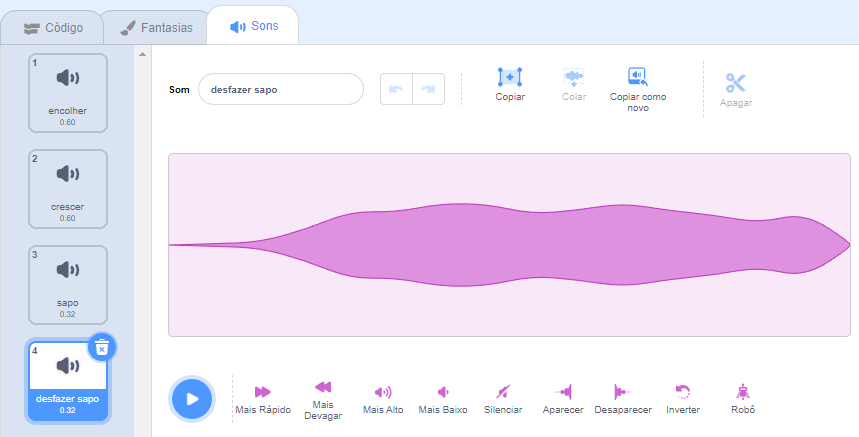 Código
Fantasias
Sons
1
encolher
0.60
2
crescer
0.60
3
sapo
0.32
4
desfazer sapo
0.32
Som
desfazer sapo
Copiar
Colar
Copiar como
novo
Apagar
Mais Rápido
Mais
Devagar
Mais Alto
Mais Baixo
Silenciar
Aparecer
Desaparecer
Inverter
Robô